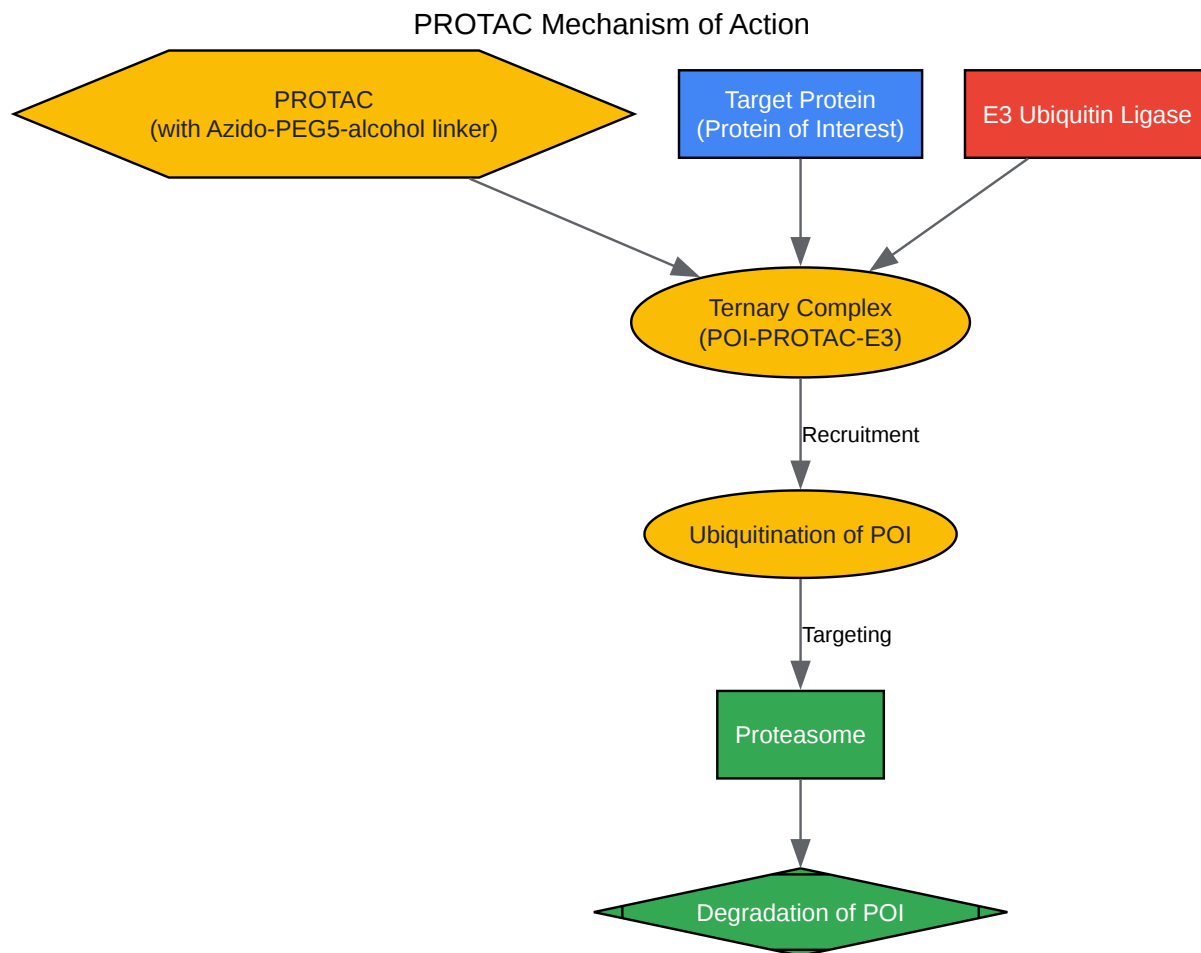 PROTAC Mechanism of Action
PROTAC
(with Azido-PEG5-alcohol linker)
Target Protein
(Protein of Interest)
E3 Ubiquitin Ligase
Ternary Complex
(POI-PROTAC-E3)
Recruitment
Ubiquitination of POI
Targeting
Proteasome
Degradation of POI